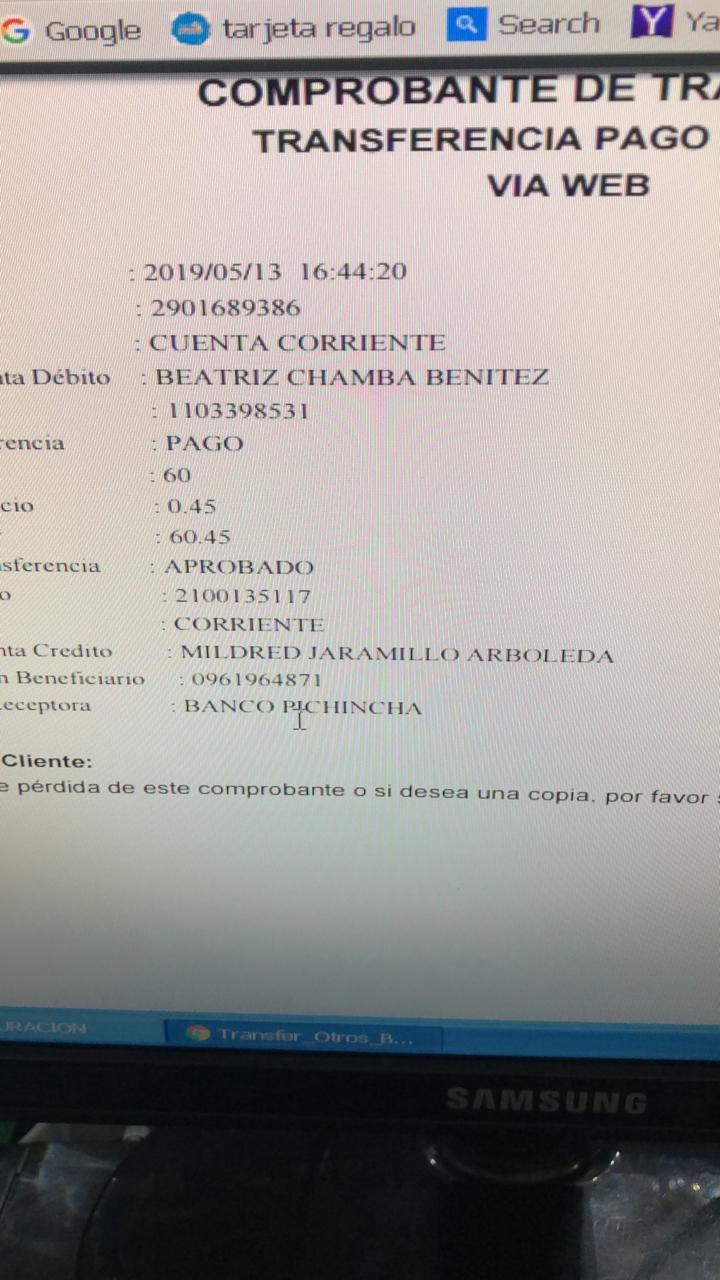 Google tarjeta regalo Search Ya
COMPROBANTE DE TRA
TRANSFERENCIA PAGO
VIA WEB
: 2019/05/13 16:44:20
: 2901689386
: CUENTA CORRIENTE
ta Débito : BEATRIZ CHAMBA BENITEZ
: 1103398531
rencia : PAGO
: 60
cio : 0.45
: 60.45
sferencia : APROBADO
o : 2100135117
: CORRIENTE
nta Credito : MILDRED JARAMILLO ARBOLEDA
n Beneficiario : 0961964871
eceptora : BANCO PICHINCHA
Cliente:
e pérdida de este comprobante o si desea una copia, por favor s
URACION Transfer_Otros_B...
SAMSUNG